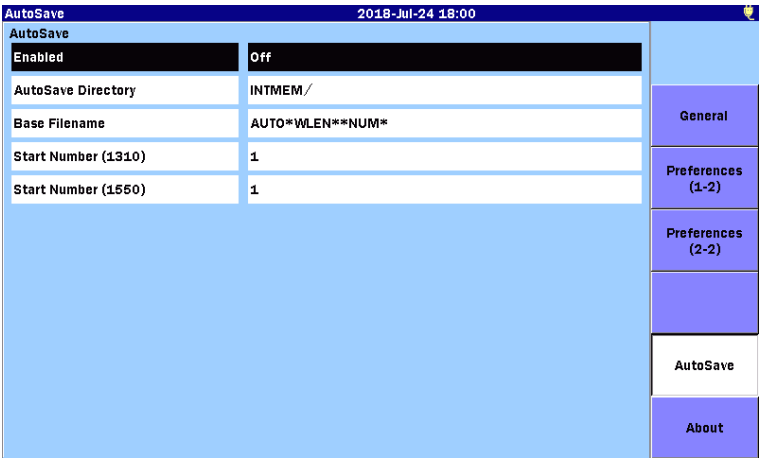 AutoSave 2018-Jul-24 18:00
AutoSave
Enabled Off
AutoSave Directory INTMEM/
Base Filename AUTO*WLEN**NUM*
Start Number (1310) 1
Start Number (1550) 1
General
Preferences
(1-2)
Preferences
(2-2)
AutoSave
About